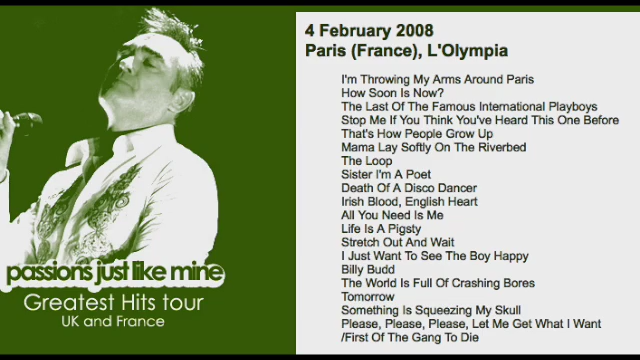 4 February 2008
Paris (France), L'Olympia
I'm Throwing My Arms Around Paris
How Soon Is Now?
The Last Of The Famous International Playboys
Stop Me If You Think You've Heard This One Before
That's How People Grow Up
Mama Lay Softly On The Riverbed
The Loop
Sister I'm A Poet
Death Of A Disco Dancer
Irish Blood, English Heart
All You Need Is Me
Life Is A Pigsty
Stretch Out And Wait
I Just Want To See The Boy Happy
Billy Budd
The World Is Full Of Crashing Bores
Tomorrow
Something Is Squeezing My Skull
Please, Please, Please, Let Me Get What I Want
/First Of The Gang To Die
passions just like mine
Greatest Hits tour
UK and France